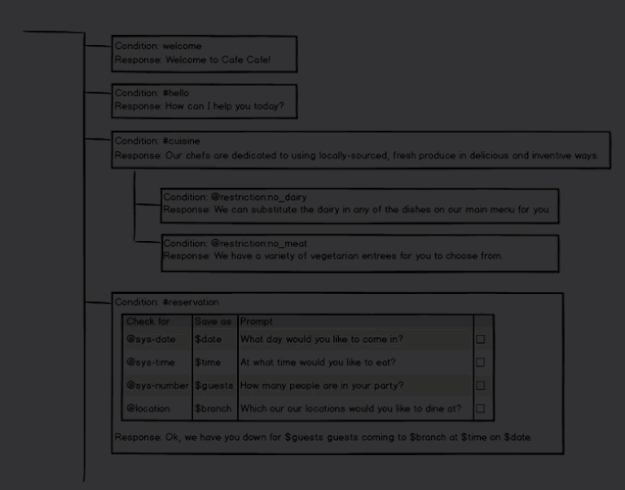 Condition: welcome
Response: Welcome to Cafe Cafe!
Condition: #hello
Response: How can I help you today?
Condition: #cuisine
Response: Our chefs are dedicated to using locally-sourced, fresh produce in delicious and inventive ways.
Condition: @restriction:no_dairy
Response: We can substitute the dairy in any of the dishes on our main menu for you.
Condition: @restriction:no_meat
Response: We have a variety of vegetarian entrees for you to choose from.
Condition: #reservation
Check for Save as Prompt
@sys-date $date What day would you like to come in?
@sys-time $time At what time would you like to eat?
@sys-number $guests How many people are in your party?
@location $branch Which our our locations would you like to dine at?
Response: Ok, we have you down for $guests guests coming to $branch at $time on $date.